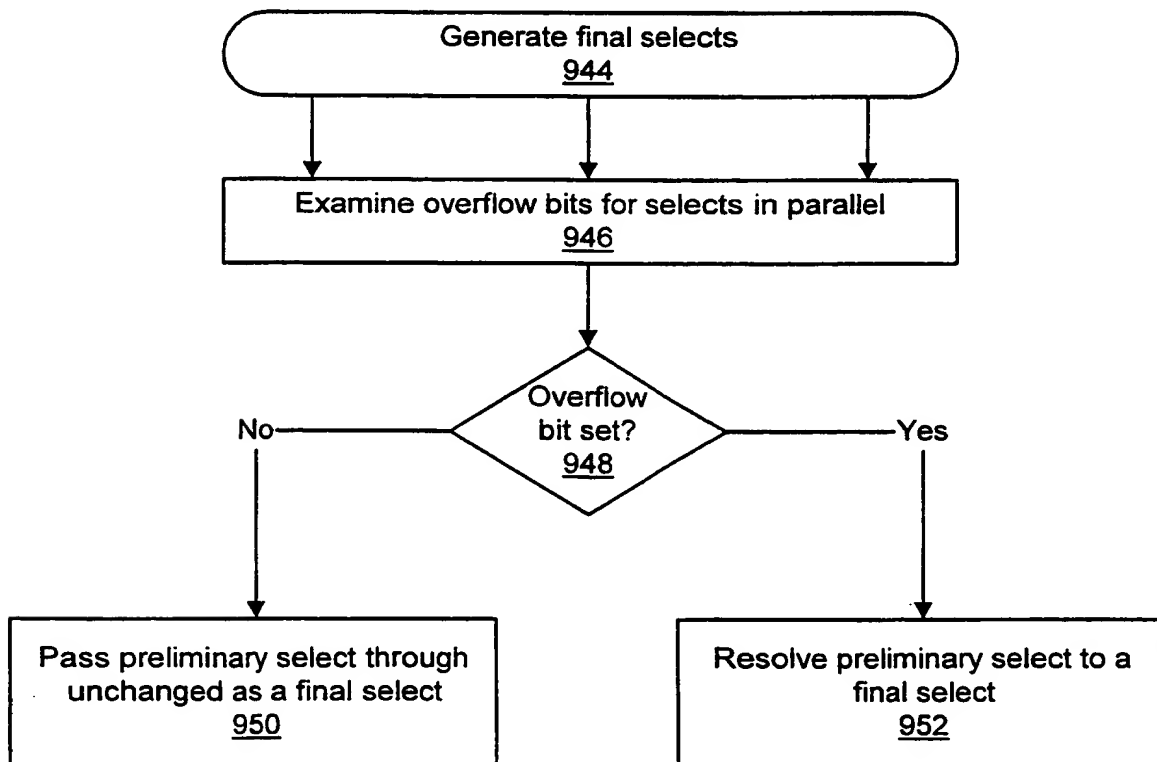 Generate final selects
944
Examine overflow bits for selects in parallel
946
Overflow
bit set?
948
No
Yes
Pass preliminary select through
unchanged as a final select
950
Resolve preliminary select to a
final select
952